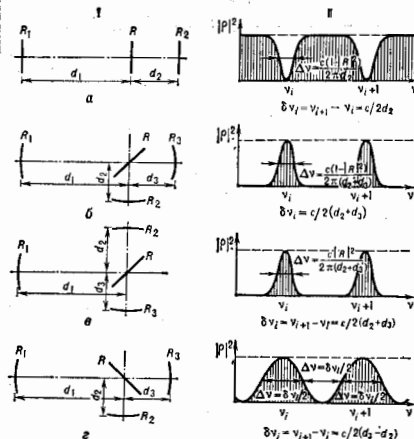 I II
R₁ R R₂ |ρ|²
d₁ d₂ Δν=c(1-|R|²)/2πd₂
νᵢ νᵢ₊₁ ν
а δνᵢ=νᵢ₊₁-νᵢ=c/2d₂
R₁ R R₃ |ρ|²
d₂ Δν=c(1-|R|²)/2π(d₂+d₃)
d₁ d₃ νᵢ νᵢ₊₁ ν
R₂
б δνᵢ=c/2(d₂+d₃)
R₂ |ρ|²
R₁ d₂ R Δν=c|R|²/2π(d₂+d₃)
d₁ d₃ νᵢ νᵢ₊₁ ν
R₃
в δνᵢ=νᵢ₊₁-νᵢ=c/2(d₂+d₃)
R₁ R R₃ |ρ|²
Δν=δνᵢ/2
d₁ d₂ d₃ Δν=δνᵢ/2 Δν=δνᵢ/2
R₂ νᵢ νᵢ₊₁ ν
г δνᵢ=νᵢ₊₁-νᵢ=c/2(d₃-d₂)